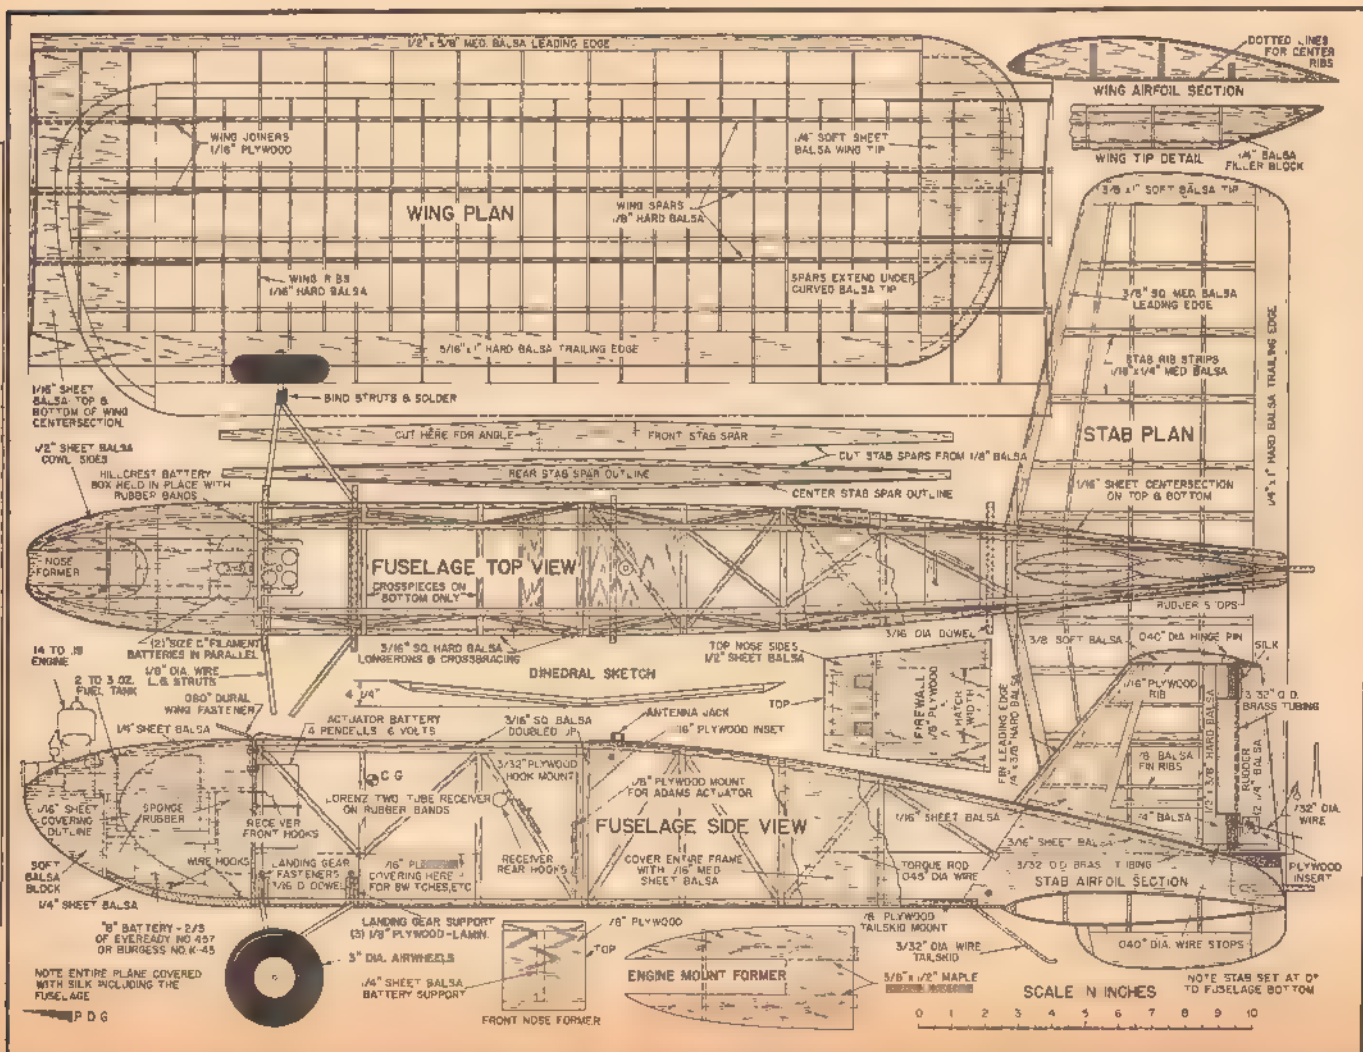 1/2" x 5/8" MED. BALSA LEADING EDGE
DOTTED LINES
FOR CENTER
RIBS
WING AIRFOIL SECTION
WING JOINERS
1/16" PLYWOOD
1/4" SOFT SHEET
BALSA WING TIP
WING TIP DETAIL
1/4" BALSA
FILLER BLOCK
WING PLAN
WING SPARS
1/8" HARD BALSA
3/8 x 1" SOFT BALSA TIP
WING RIBS
1/16" HARD BALSA
SPARS EXTEND UNDER
CURVED BALSA TIP
3/8" SQ. MED. BALSA
LEADING EDGE
5/16" x 1" HARD BALSA TRAILING EDGE
STAB RIB STRIPS
1/16" x 1/4" MED BALSA
1/4" x 1" HARD BALSA TRAILING EDGE
1/16" SHEET
BALSA TOP &
BOTTOM OF WING
CENTERSECTION.
BIND STRUTS & SOLDER
CUT HERE FOR ANGLE
FRONT STAB SPAR
STAB PLAN
1/2" SHEET BALSA
COWL SIDES
CUT STAB SPARS FROM 1/8" BALSA
HILLCREST BATTERY
BOX HELD IN PLACE WITH
RUBBER BANDS
REAR STAB SPAR OUTLINE
CENTER STAB SPAR OUTLINE
1/16" SHEET CENTERSECTION
ON TOP & BOTTOM
NOSE
FORMER
FUSELAGE TOP VIEW
CROSSPIECES ON
BOTTOM ONLY
RUDDER STOPS
(2) SIZE "C" FILAMENT
BATTERIES IN PARALLEL
3/16" SQ. HARD BALSA
LONGERONS & CROSSBRACING
3/16 DIA DOWEL
3/8 SOFT BALSA
.040" DIA HINGE PIN
SILK
.14 TO .19
ENGINE
1/8" DIA. WIRE
L.G. STRUTS
DIHEDRAL SKETCH
TOP NOSE SIDES
1/2" SHEET BALSA
2 TO 3 OZ.
FUEL TANK
.060" DURAL
WING FASTENER
4 1/4"
TOP
FIREWALL
1/8" PLYWOOD
MATCH
WIDTH
FIN LEADING EDGE
1/4" x 3/8" HARD BALSA
1/16" PLYWOOD
RIB
3/32" O.D.
BRASS TUBING
1/4" SHEET BALSA
ACTUATOR BATTERY
4 PENCELLS 6 VOLTS
3/16" SQ BALSA
DOUBLED UP
ANTENNA JACK
1/16" PLYWOOD INSET
1/8 BALSA
FIN RIBS
1/2" x 3/8" HARD BALSA
RUDDER
3/32" DOWEL
1/32" DIA.
WIRE
C G
3/32" PLYWOOD
HOOK MOUNT
1/8" PLYWOOD MOUNT
FOR ADAMS ACTUATOR
1/16" SHEET
COVERING
OUTLINE
SPONGE
RUBBER
LORENZ TWO TUBE RECEIVER
ON RUBBER BANDS
RECEIVER
FRONT HOOKS
FUSELAGE SIDE VIEW
1/16" SHEET BALSA
1/4" BALSA
3/16" SHEET BALSA
SOFT
BALSA
BLOCK
WIRE HOOKS
LANDING GEAR
FASTENERS
3/16 D DOWEL
COVERING HERE
FOR SWITCHES, ETC
RECEIVER
REAR HOOKS
COVER ENTIRE FRAME
WITH 1/16" MED
SHEET BALSA
TORQUE ROD
.045 DIA WIRE
3/32 O.D. BRASS TUBING
STAB AIRFOIL SECTION
PLYWOOD
INSERT
1/4" SHEET BALSA
"B" BATTERY - 2/3
OF EVEREADY NO 457
OR BURGESS NO. K-45
LANDING GEAR SUPPORT
(3) 1/8" PLYWOOD-LAMIN.
1/8" PLYWOOD
1/8 PLYWOOD
TAILSKID MOUNT
3/32" DIA WIRE
TAILSKID
.040" DIA. WIRE STOPS
NOTE ENTIRE PLANE COVERED
WITH SILK INCLUDING THE
FUSELAGE
3" DIA. AIRWHEELS
TOP
1/4" SHEET BALSA
BATTERY SUPPORT
ENGINE MOUNT FORMER
3/8" x 1/2" MAPLE
NOTE STAB SET AT 0°
TO FUSELAGE BOTTOM
P D G
FRONT NOSE FORMER
SCALE IN INCHES
0 1 2 3 4 5 6 7 8 9 10